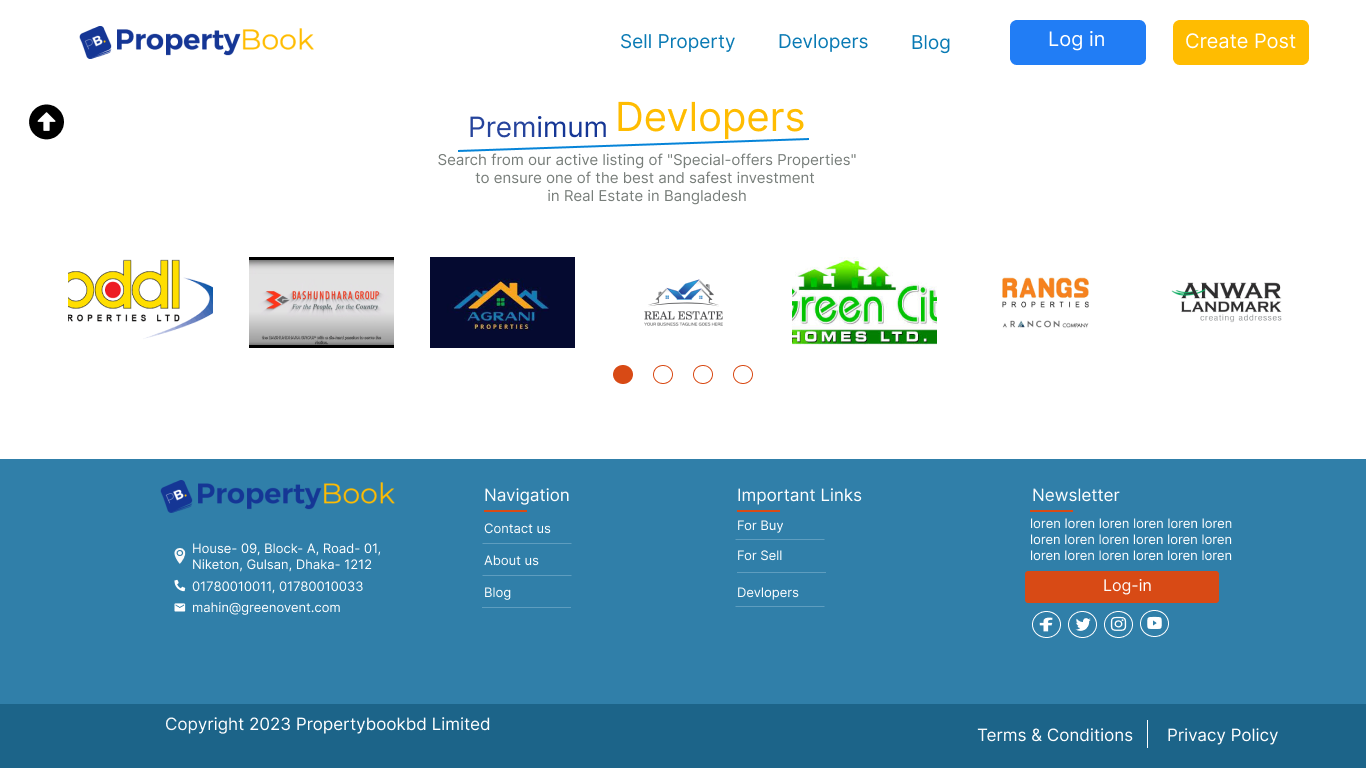 PB. PropertyBook
Sell Property
Devlopers
Blog
Log in
Create Post
Premimum Devlopers
Search from our active listing of "Special-offers Properties"
to ensure one of the best and safest investment
in Real Estate in Bangladesh
bddl
ROPERTIES LTD
BASHUNDHARA GROUP
For the People, for the Country
AGRANI
PROPERTIES
REAL ESTATE
YOUR BUSINESS TAGLINE GOES HERE
Green Cit
HOMES LTD.
RANGS
PROPERTIES
A RANCON COMPANY
ANWAR
LANDMARK
creating addresses
PB. PropertyBook
House- 09, Block- A, Road- 01,
Niketon, Gulsan, Dhaka- 1212
01780010011, 01780010033
mahin@greenovent.com
Navigation
Contact us
About us
Blog
Important Links
For Buy
For Sell
Devlopers
Newsletter
loren loren loren loren loren loren
loren loren loren loren loren loren
loren loren loren loren loren loren
Log-in
Copyright 2023 Propertybookbd Limited
Terms & Conditions
Privacy Policy